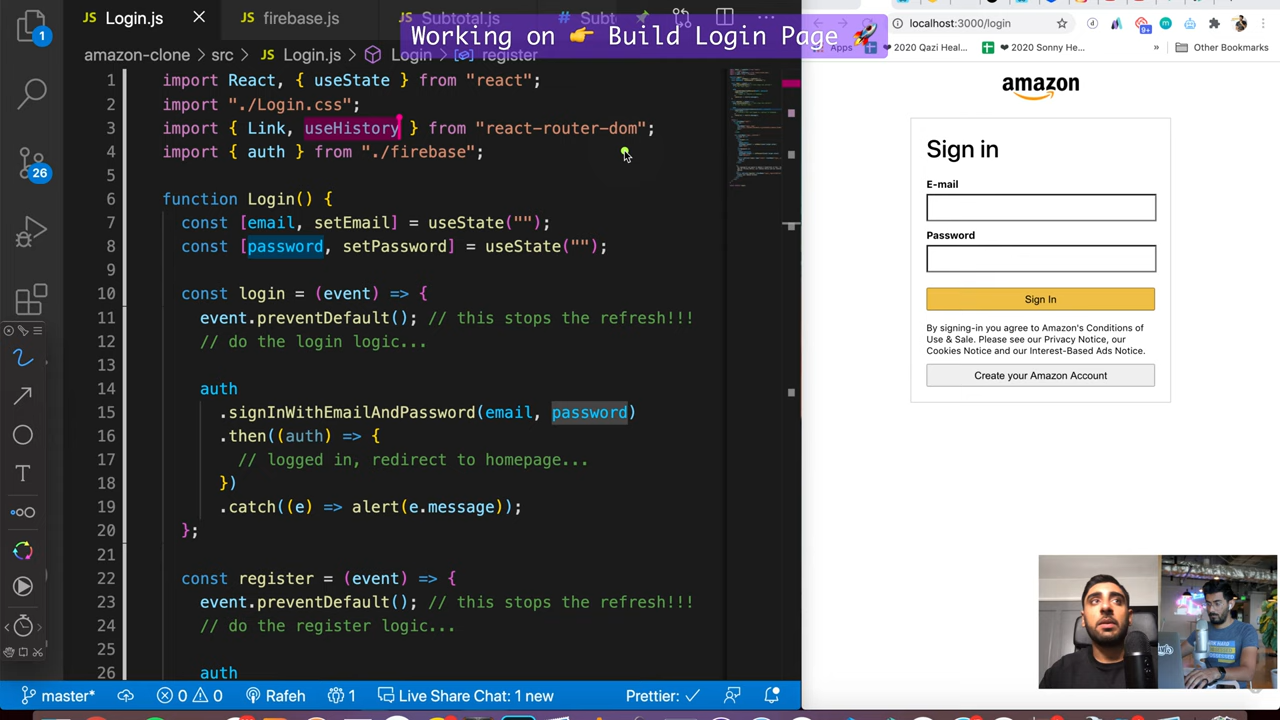 Login.js
firebase.js
Subtotal.js
# Subt
Working on 👉 Build Login Page 🚀
amazon-one > src > Login.js > Login > register
1 import React, { useState } from "react";
2 import "./Login.css";
3 import { Link, useHistory } from "react-router-dom";
4 import { auth } from "./firebase";
5
6 function Login() {
7 const [email, setEmail] = useState("");
8 const [password, setPassword] = useState("");
9
10 const login = (event) => {
11 event.preventDefault(); // this stops the refresh!!!
12 // do the login logic...
13
14 auth
15 .signInWithEmailAndPassword(email, password)
16 .then((auth) => {
17 // logged in, redirect to homepage...
18 })
19 .catch((e) => alert(e.message));
20 };
21
22 const register = (event) => {
23 event.preventDefault(); // this stops the refresh!!!
24 // do the register logic...
25
26 auth
1
26
T
master*
0
0
Rafeh
1
Live Share Chat: 1 new
Prettier: ✓
localhost:3000/login
9+
Apps
❤ 2020 Qazi Heal...
❤ 2020 Sonny He...
»
Other Bookmarks
amazon
Sign in
E-mail
Password
Sign In
By signing-in you agree to Amazon's Conditions of
Use & Sale. Please see our Privacy Notice, our
Cookies Notice and our Interest-Based Ads Notice.
Create your Amazon Account